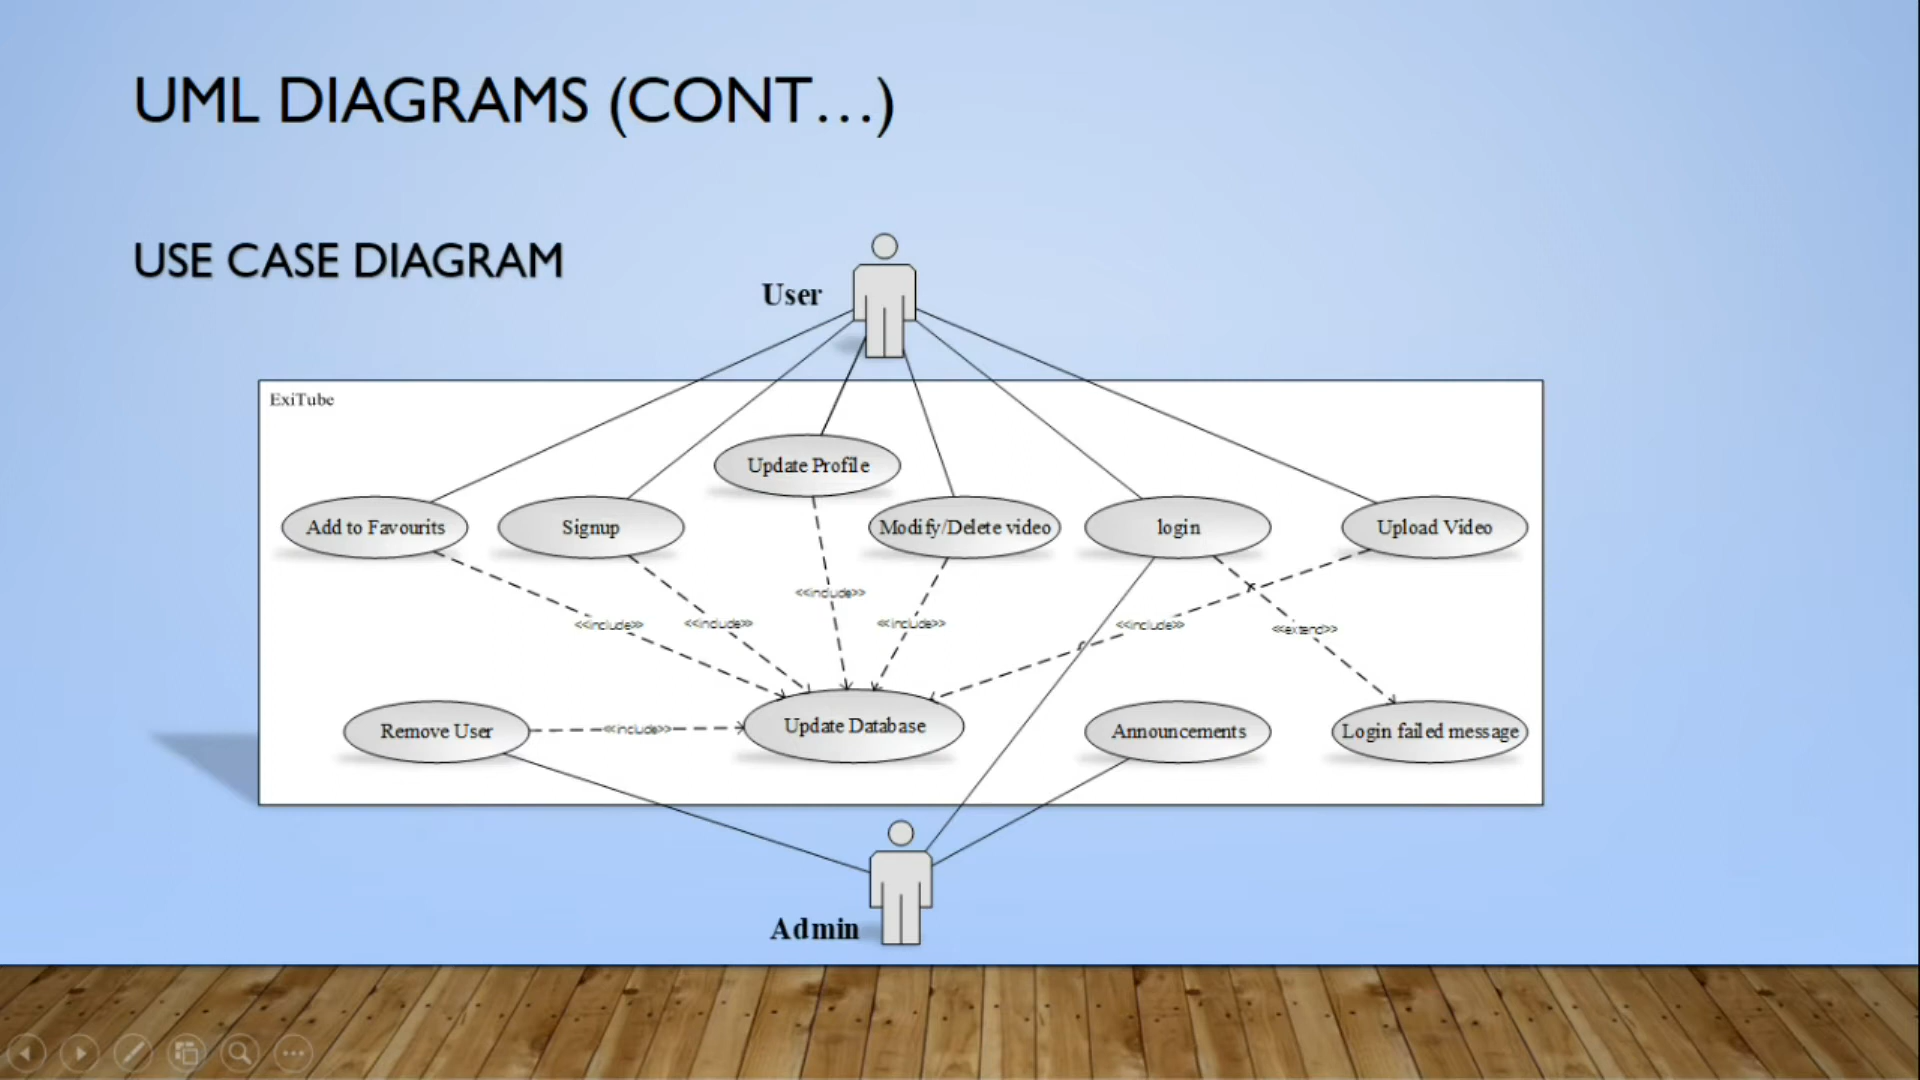 UML DIAGRAMS (CONT...)
USE CASE DIAGRAM
User
ExiTube
Update Profile
Add to Favourits
Signup
Modify/Delete video
login
Upload Video
<<include>>
<<include>>
<<include>>
<<include>>
<<include>>
<<extend>>
Remove User
<<include>>
Update Database
Announcements
Login failed message
Admin